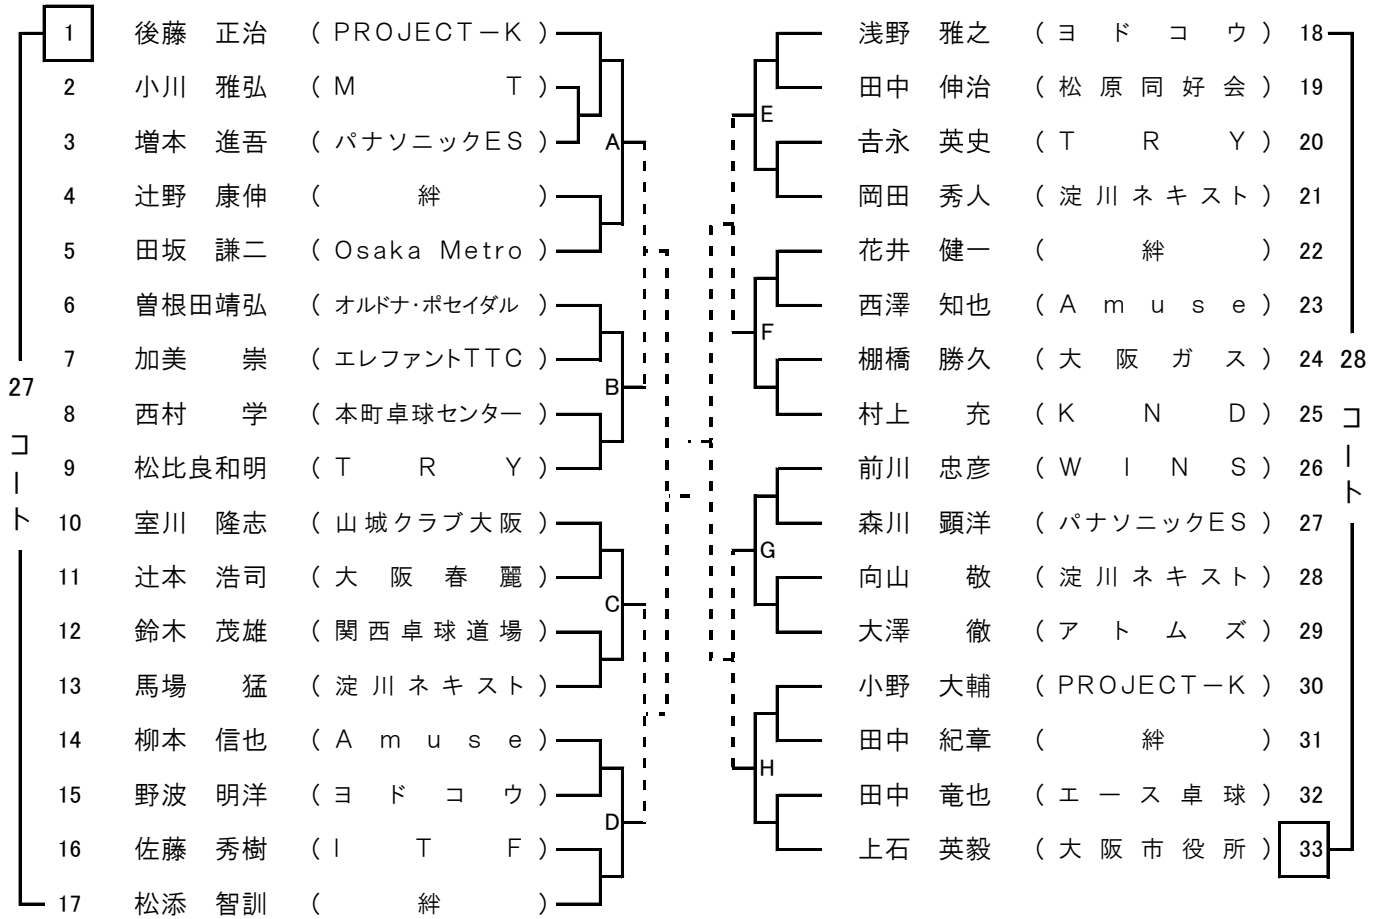 1 後藤 正治 ( PROJECT－K )
2 小川 雅弘 ( M T )
3 増本 進吾 ( パナソニックES )
A
4 辻野 康伸 ( 絆 )
5 田坂 謙二 ( Osaka Metro )
6 曽根田靖弘 ( オルドナ・ポセイダル )
7 加美 崇 ( エレファントTTC )
27 コート
B
8 西村 学 ( 本町卓球センター )
9 松比良和明 ( T R Y )
10 室川 隆志 ( 山城クラブ大阪 )
11 辻本 浩司 ( 大 阪 春 麗 )
C
12 鈴木 茂雄 ( 関西卓球道場 )
13 馬場 猛 ( 淀川ネキスト )
14 柳本 信也 ( A m u s e )
15 野波 明洋 ( ヨ ド コ ウ )
D
16 佐藤 秀樹 ( I T F )
17 松添 智訓 ( 絆 )
浅野 雅之 ( ヨ ド コ ウ ) 18
田中 伸治 ( 松原同好会 ) 19
E
吉永 英史 ( T R Y ) 20
岡田 秀人 ( 淀川ネキスト ) 21
花井 健一 ( 絆 ) 22
西澤 知也 ( A m u s e ) 23
F
棚橋 勝久 ( 大 阪 ガ ス ) 24
28 コート
村上 充 ( K N D ) 25
前川 忠彦 ( W I N S ) 26
森川 顕洋 ( パナソニックES ) 27
G
向山 敬 ( 淀川ネキスト ) 28
大澤 徹 ( ア ト ム ズ ) 29
小野 大輔 ( PROJECT－K ) 30
田中 紀章 ( 絆 ) 31
H
田中 竜也 ( エース卓球 ) 32
上石 英毅 ( 大阪市役所 ) 33